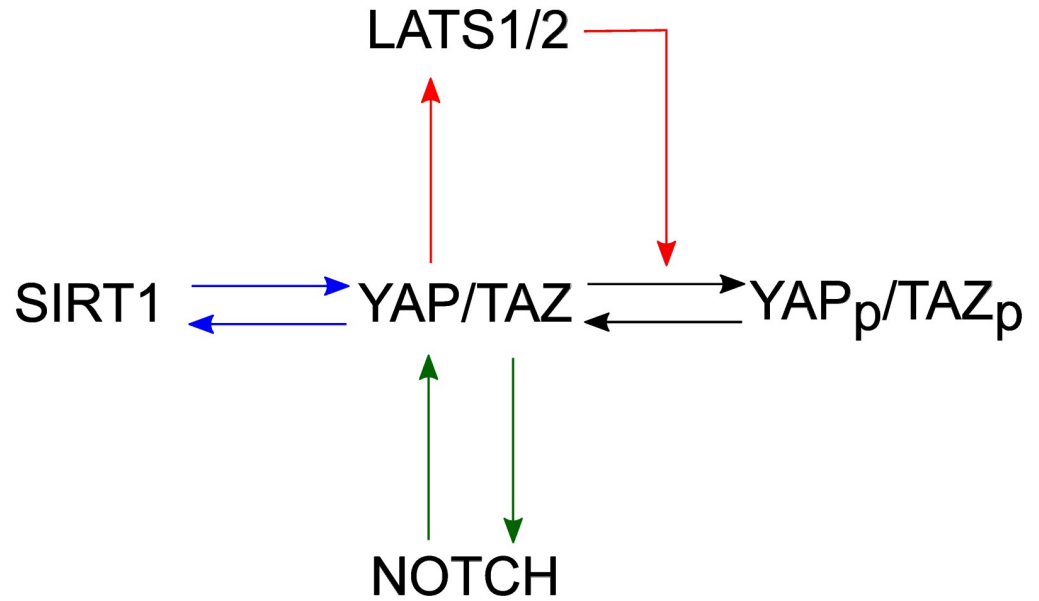 LATS1/2
SIRT1
YAP/TAZ
YAPp/TAZp
NOTCH